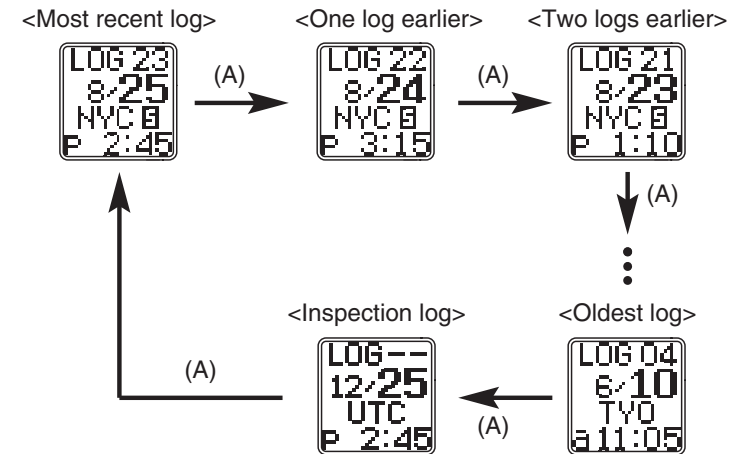 <Most recent log>
LOG 23
8/25
NYC S
P 2:45
(A)
<One log earlier>
LOG 22
8/24
NYC S
P 3:15
(A)
<Two logs earlier>
LOG 21
8/23
NYC S
P 1:10
(A)
<Oldest log>
LOG 04
6/10
TYO
a 11:05
(A)
<Inspection log>
LOG--
12/25
UTC
P 2:45
(A)